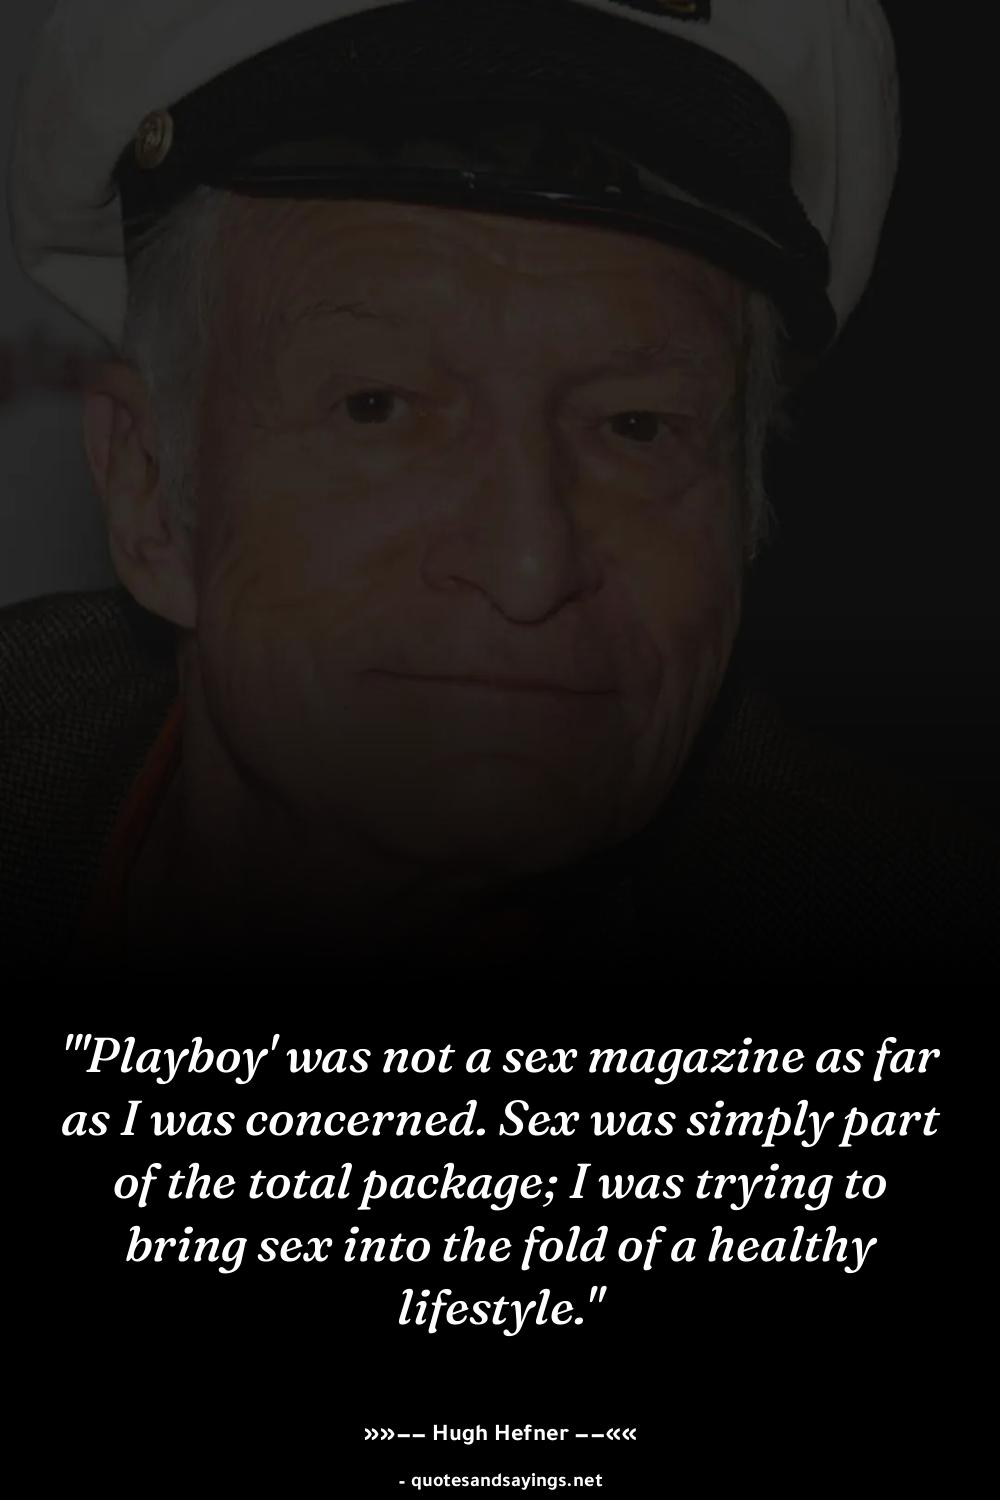 "'Playboy' was not a sex magazine as far
as I was concerned. Sex was simply part
of the total package; I was trying to
bring sex into the fold of a healthy
lifestyle."
»»−− Hugh Hefner −−««
- quotesandsayings.net